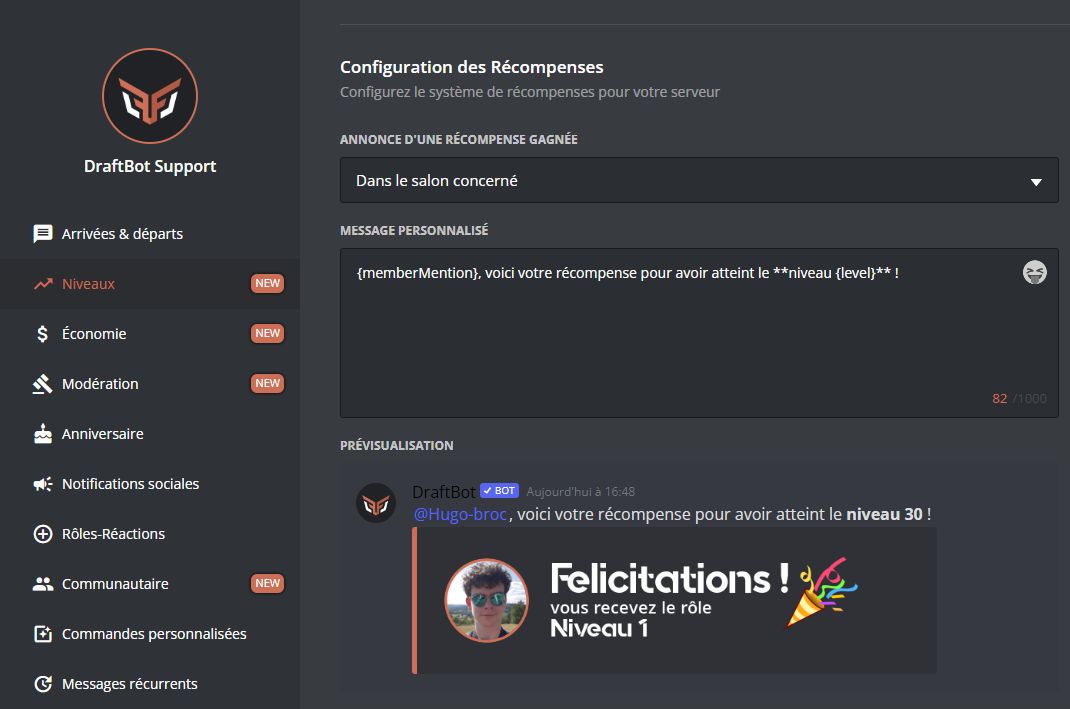 DraftBot Support
Arrivées & départs
Niveaux NEW
Économie NEW
Modération NEW
Anniversaire
Notifications sociales
Rôles-Réactions
Communautaire NEW
Commandes personnalisées
Messages récurrents
Configuration des Récompenses
Configurez le système de récompenses pour votre serveur
ANNONCE D'UNE RÉCOMPENSE GAGNÉE
Dans le salon concerné
MESSAGE PERSONNALISÉ
{memberMention}, voici votre récompense pour avoir atteint le **niveau {level}** !
82 /1000
PRÉVISUALISATION
DraftBot BOT Aujourd'hui à 16:48
@Hugo-broc, voici votre récompense pour avoir atteint le niveau 30 !
Felicitations !
vous recevez le rôle
Niveau 1